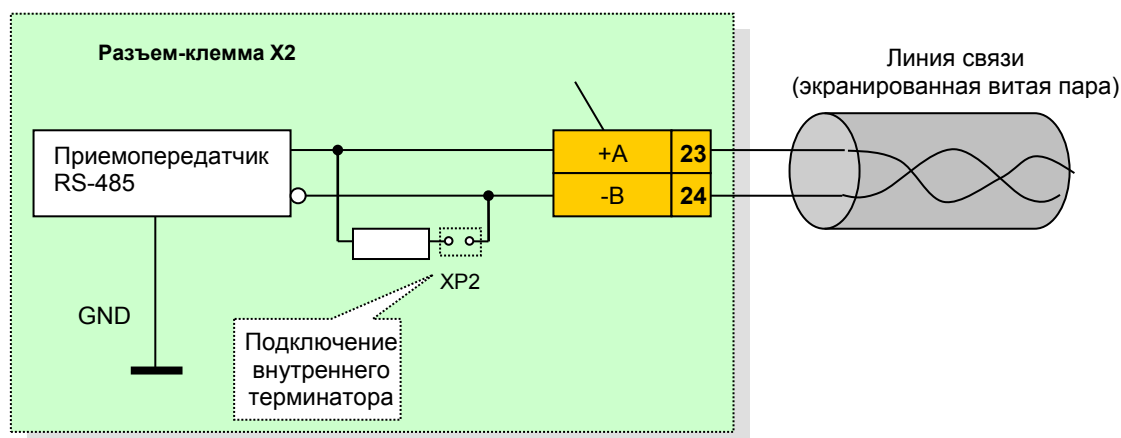 Разъем-клемма X2
Линия связи
(экранированная витая пара)
Приемопередатчик
RS-485
+A 23
-B 24
XP2
GND
Подключение
внутреннего
терминатора